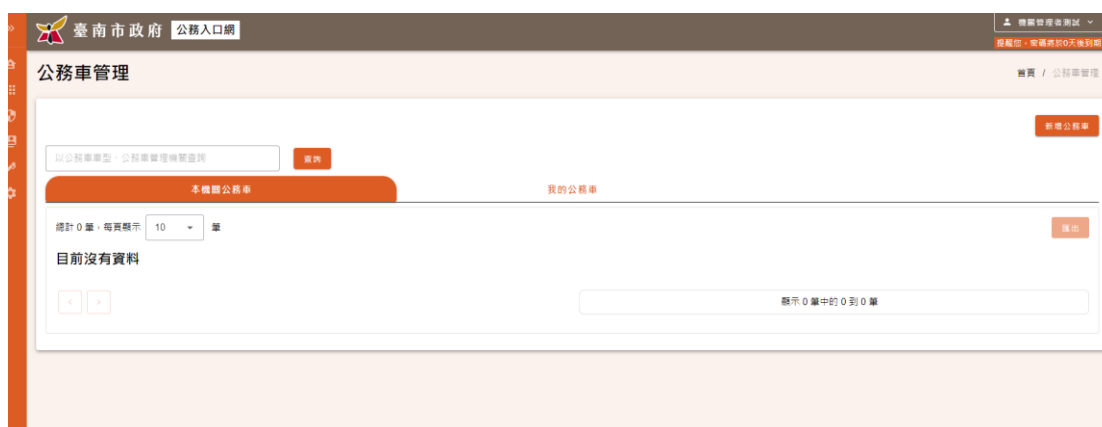 臺南市政府 公務入口網
機關管理者測試
提醒您，密碼將於0天後到期
公務車管理
首頁 / 公務車管理
新增公務車
以公務車車型、公務車管理機關查詢
查詢
本機關公務車
我的公務車
總計 0 筆，每頁顯示 10 筆
匯出
目前沒有資料
< >
顯示 0 筆中的 0 到 0 筆